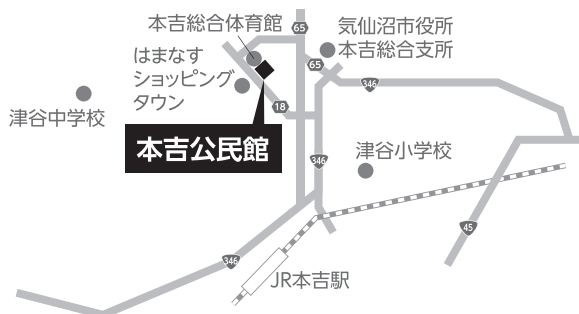 本吉総合体育館
65
気仙沼市役所
本吉総合支所
はまなす
ショッピング
タウン
65
346
津谷中学校
18
本吉公民館
346
津谷小学校
45
346
JR本吉駅